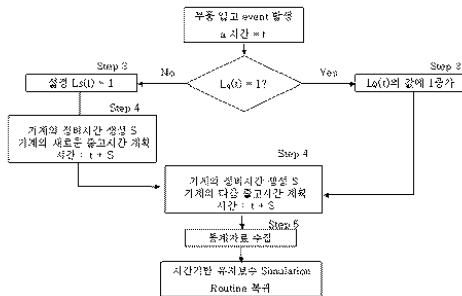 부품 입고 event 발생
a 시간 = t
Step 3
No
L₀(t) = 1?
Yes
Step 3
설정 Ls(t) = 1
L₀(t)의 값에 1증가
Step 4
기계의 정비시간 생성 S
기계의 새로운 출고시간 계획
시간 : t + S
Step 4
기계의 정비시간 생성 S
기계의 다음 출고시간 계획
시간 : t + S
Step 5
통계자료 수집
시간기반 유지보수 Simulation
Routine 복귀